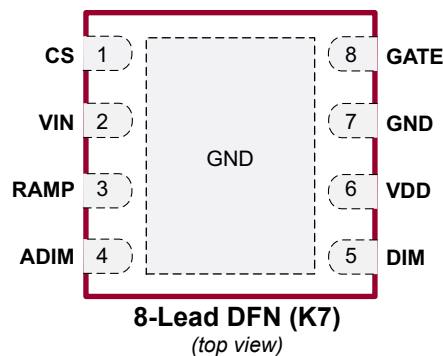 CS 1 8 GATE
VIN 2 7 GND
GND
RAMP 3 6 VDD
ADIM 4 5 DIM
8-Lead DFN (K7)
(top view)